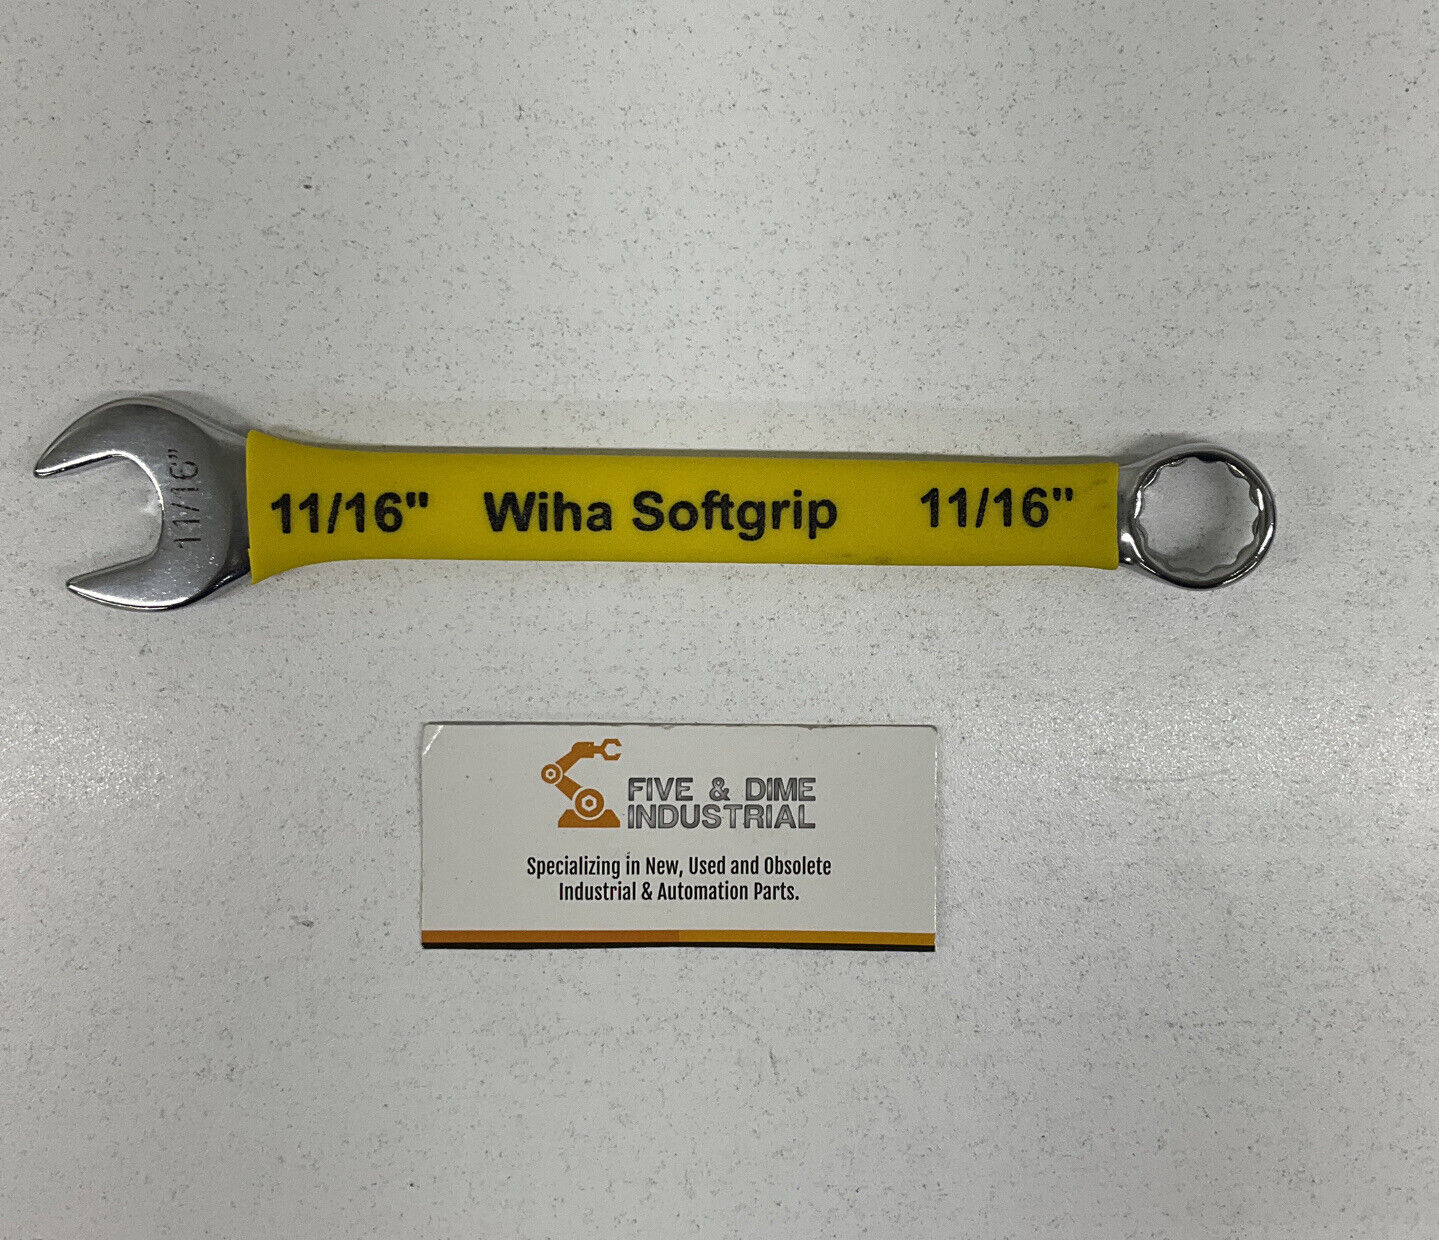 11/16"
11/16" Wiha Softgrip 11/16"
FIVE & DIME
INDUSTRIAL
Specializing in New, Used and Obsolete
Industrial & Automation Parts.